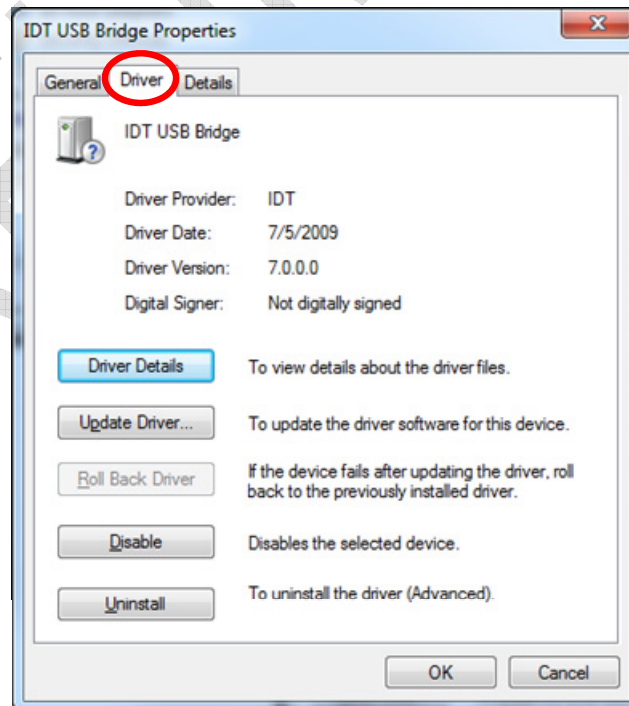 IDT USB Bridge Properties
General Driver Details
IDT USB Bridge
Driver Provider: IDT
Driver Date: 7/5/2009
Driver Version: 7.0.0.0
Digital Signer: Not digitally signed
Driver Details To view details about the driver files.
Update Driver... To update the driver software for this device.
Roll Back Driver If the device fails after updating the driver, roll
back to the previously installed driver.
Disable Disables the selected device.
Uninstall To uninstall the driver (Advanced).
OK Cancel